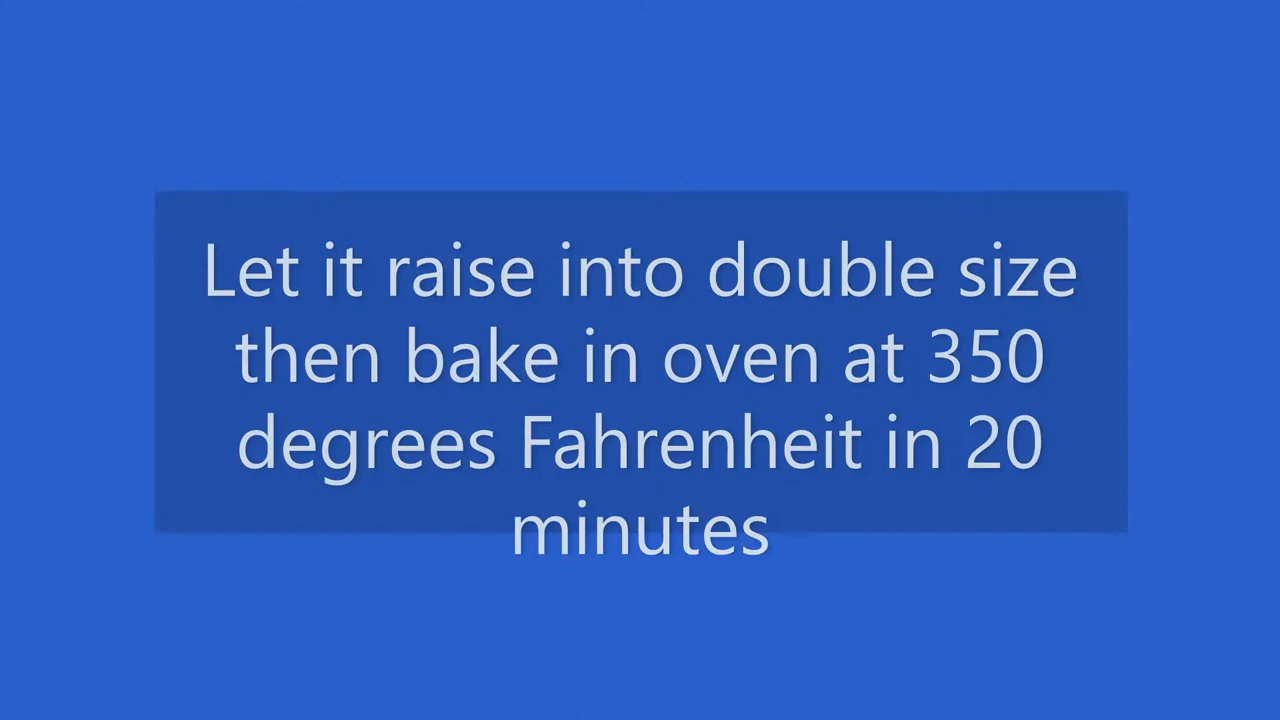 Let it raise into double size
then bake in oven at 350
degrees Fahrenheit in 20
minutes